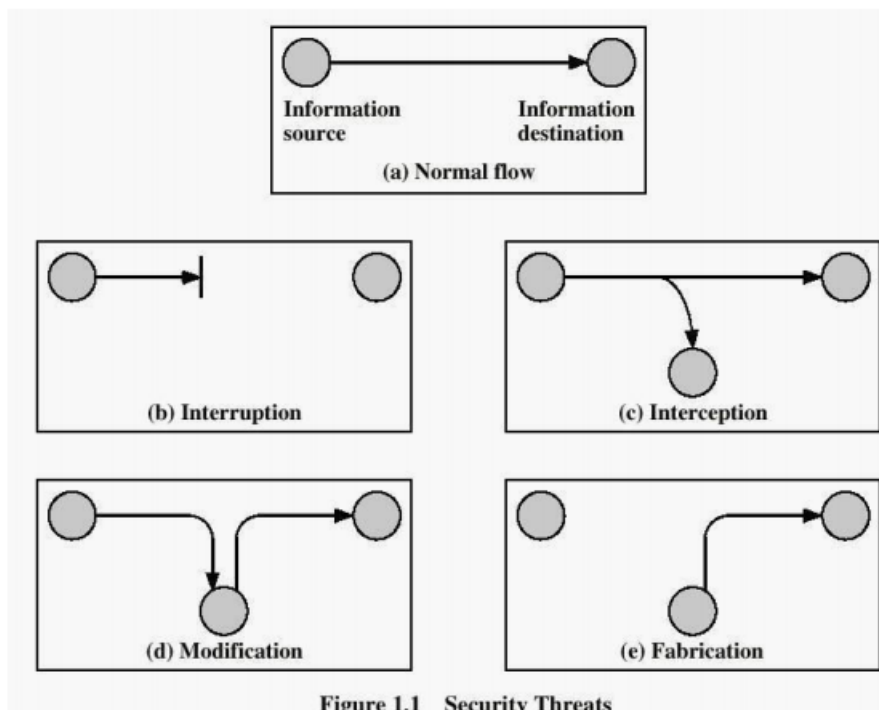 Information source
Information destination
(a) Normal flow
(b) Interruption
(c) Interception
(d) Modification
(e) Fabrication
Figure 1.1 Security Threats